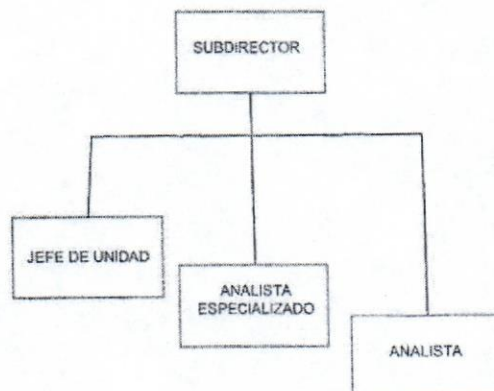 SUBDIRECTOR
JEFE DE UNIDAD
ANALISTA
ESPECIALIZADO
ANALISTA